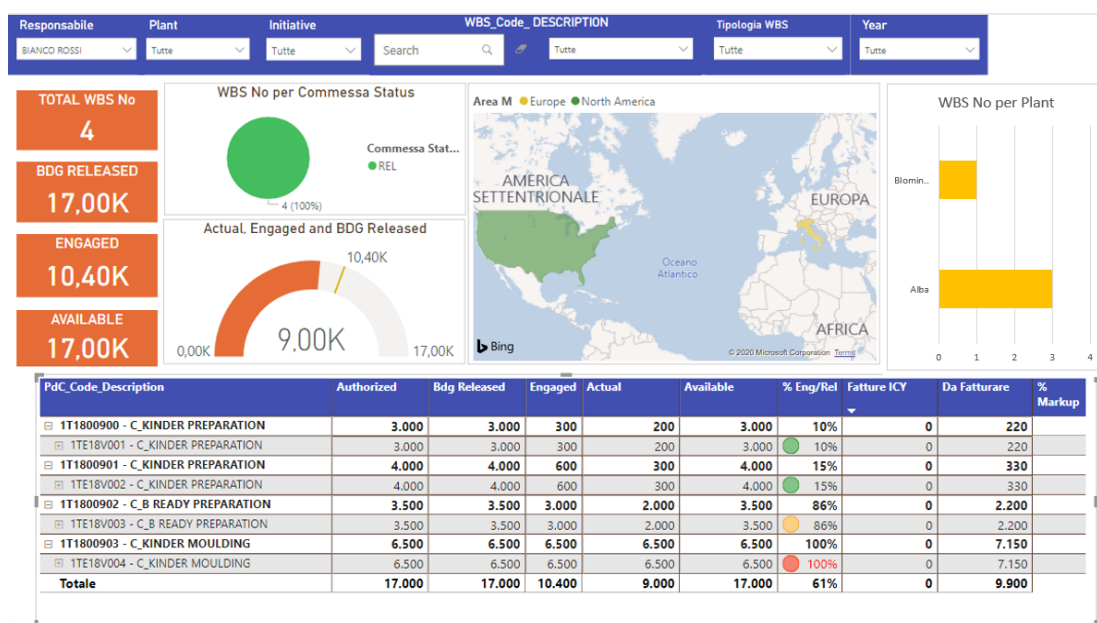 Responsabile Plant Initiative WBS_Code_ DESCRIPTION Tipologia WBS Year
BIANCO ROSSI Tutte Tutte Search Tutte Tutte Tutte
TOTAL WBS No
4
BDG RELEASED
17,00K
ENGAGED
10,40K
AVAILABLE
17,00K
WBS No per Commessa Status
Commessa Stat...
REL
4 (100%)
Actual, Engaged and BDG Released
10,40K
9,00K
0,00K 17,00K
Area M Europe North America
AMERICA
SETTENTRIONALE
EUROPA
Oceano
Atlantico
AFRICA
Bing
© 2020 Microsoft Corporation Terms
WBS No per Plant
Blomin..
Alba
0 1 2 3 4
PdC_Code_Description Authorized Bdg Released Engaged Actual Available % Eng/Rel Fatture ICY Da Fatturare %
Markup
1T1800900 - C_KINDER PREPARATION 3.000 3.000 300 200 3.000 10% 0 220
1TE18V001 - C_KINDER PREPARATION 3.000 3.000 300 200 3.000 10% 0 220
1T1800901 - C_KINDER PREPARATION 4.000 4.000 600 300 4.000 15% 0 330
1TE18V002 - C_KINDER PREPARATION 4.000 4.000 600 300 4.000 15% 0 330
1T1800902 - C_B READY PREPARATION 3.500 3.500 3.000 2.000 3.500 86% 0 2.200
1TE18V003 - C_B READY PREPARATION 3.500 3.500 3.000 2.000 3.500 86% 0 2.200
1T1800903 - C_KINDER MOULDING 6.500 6.500 6.500 6.500 6.500 100% 0 7.150
1TE18V004 - C_KINDER MOULDING 6.500 6.500 6.500 6.500 6.500 100% 0 7.150
Totale 17.000 17.000 10.400 9.000 17.000 61% 0 9.900